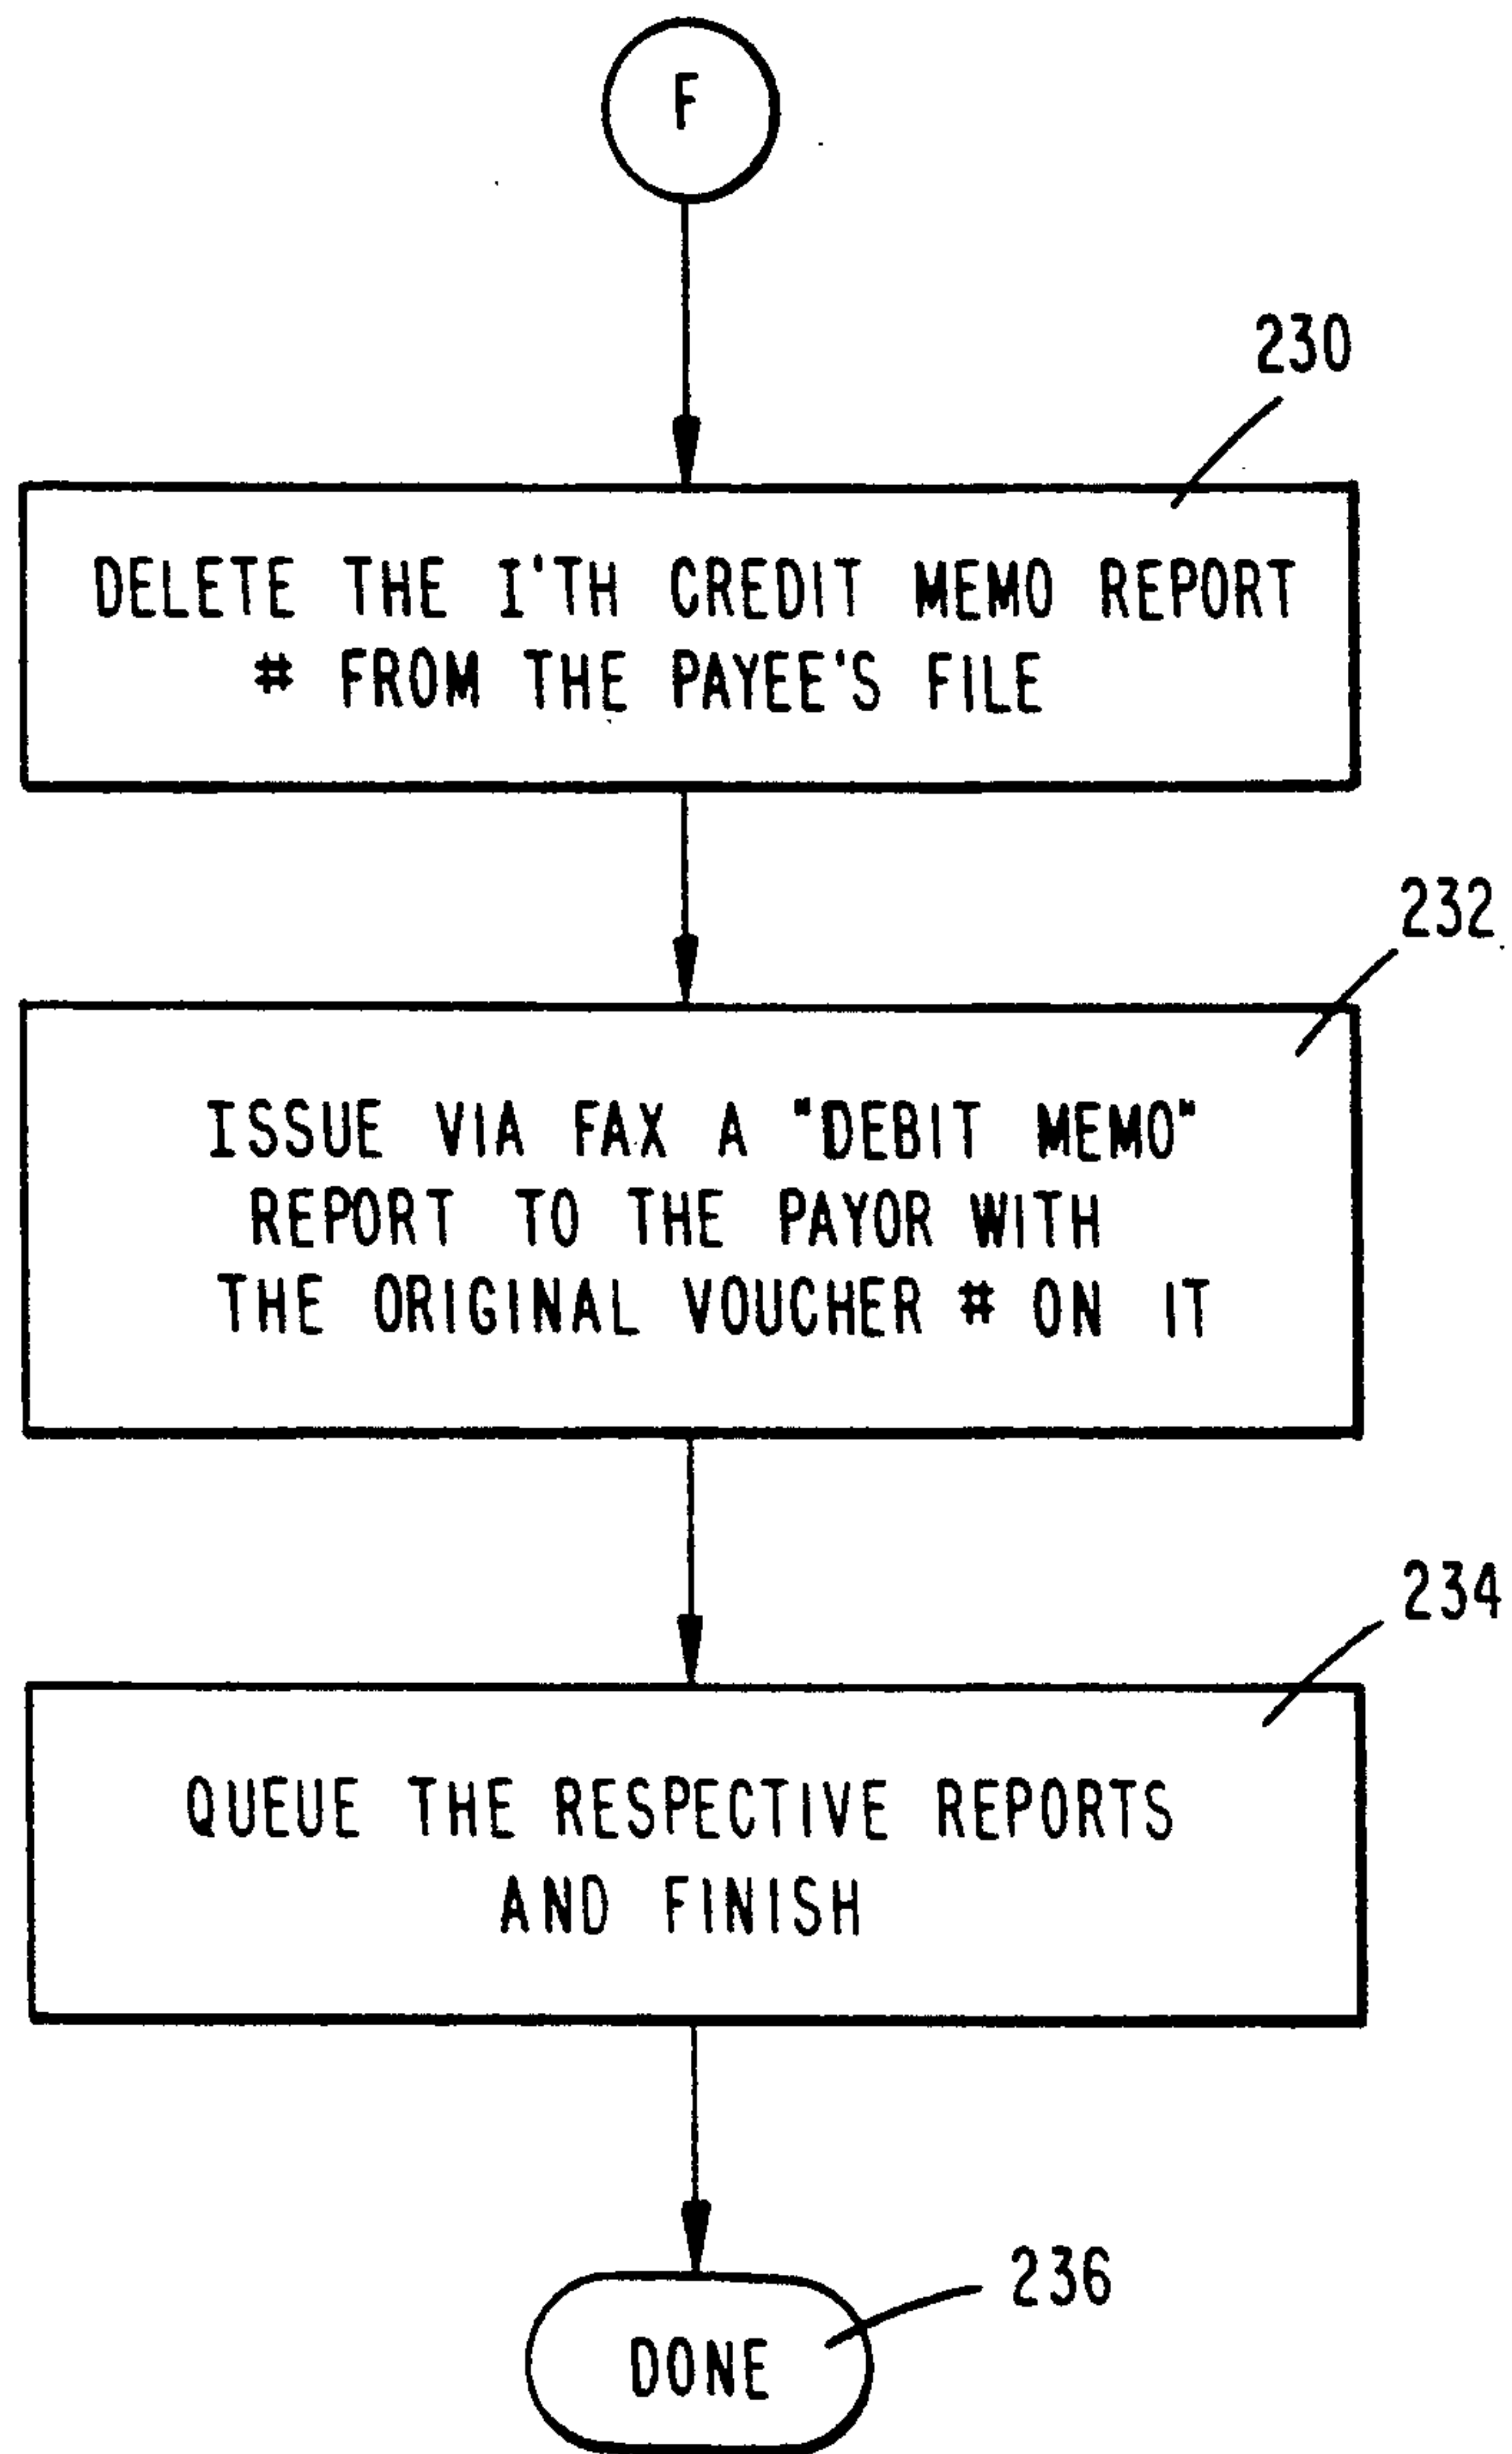 F
230
DELETE THE I'TH CREDIT MEMO REPORT
# FROM THE PAYEE'S FILE
232
ISSUE VIA FAX A "DEBIT MEMO"
REPORT TO THE PAYOR WITH
THE ORIGINAL VOUCHER # ON IT
234
QUEUE THE RESPECTIVE REPORTS
AND FINISH
236
DONE